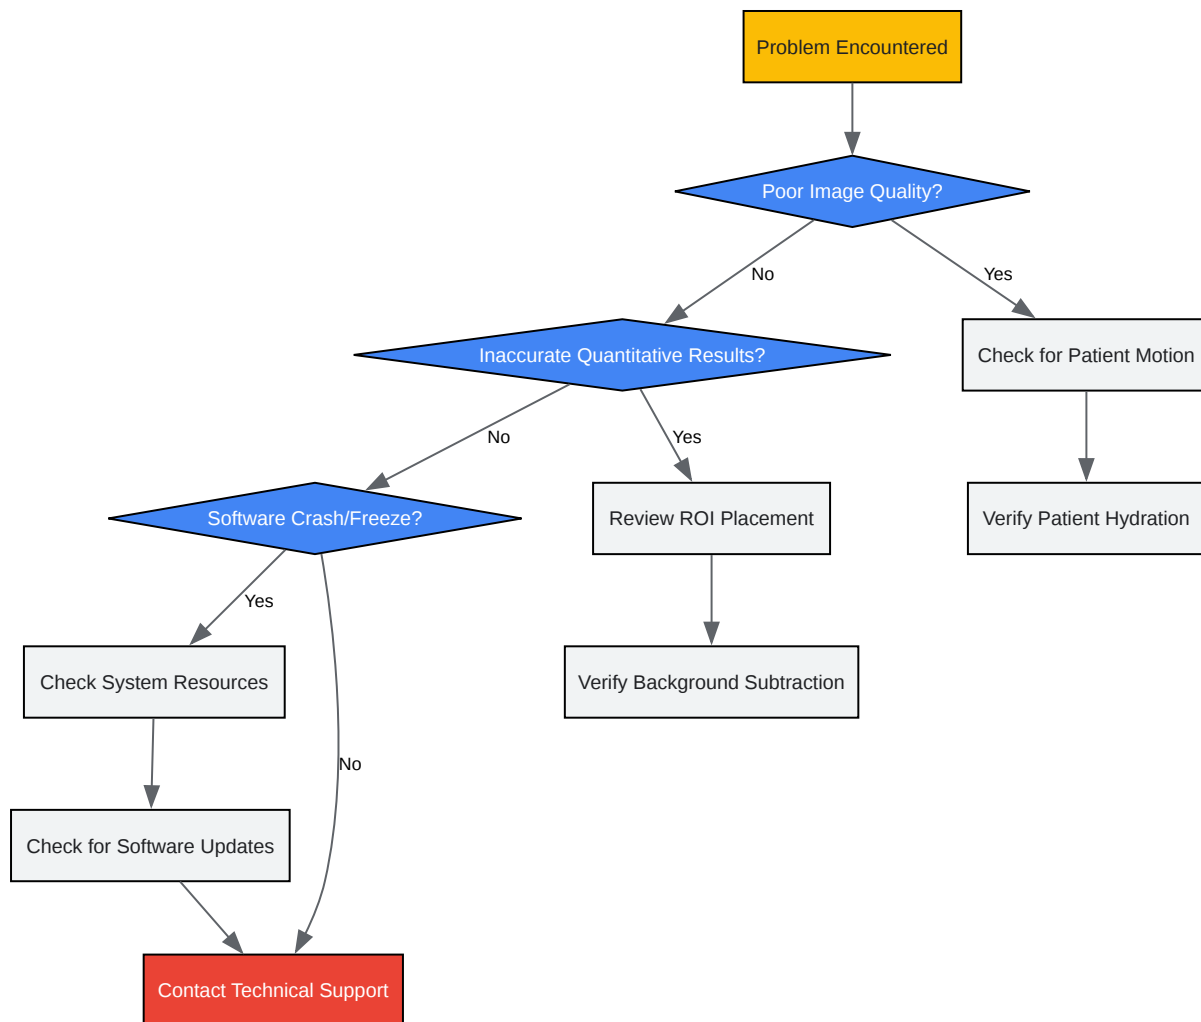 Problem Encountered
Poor Image Quality?
No
Yes
Inaccurate Quantitative Results?
Check for Patient Motion
No
Yes
Software Crash/Freeze?
Review ROI Placement
Verify Patient Hydration
Yes
Check System Resources
Verify Background Subtraction
No
Check for Software Updates
Contact Technical Support